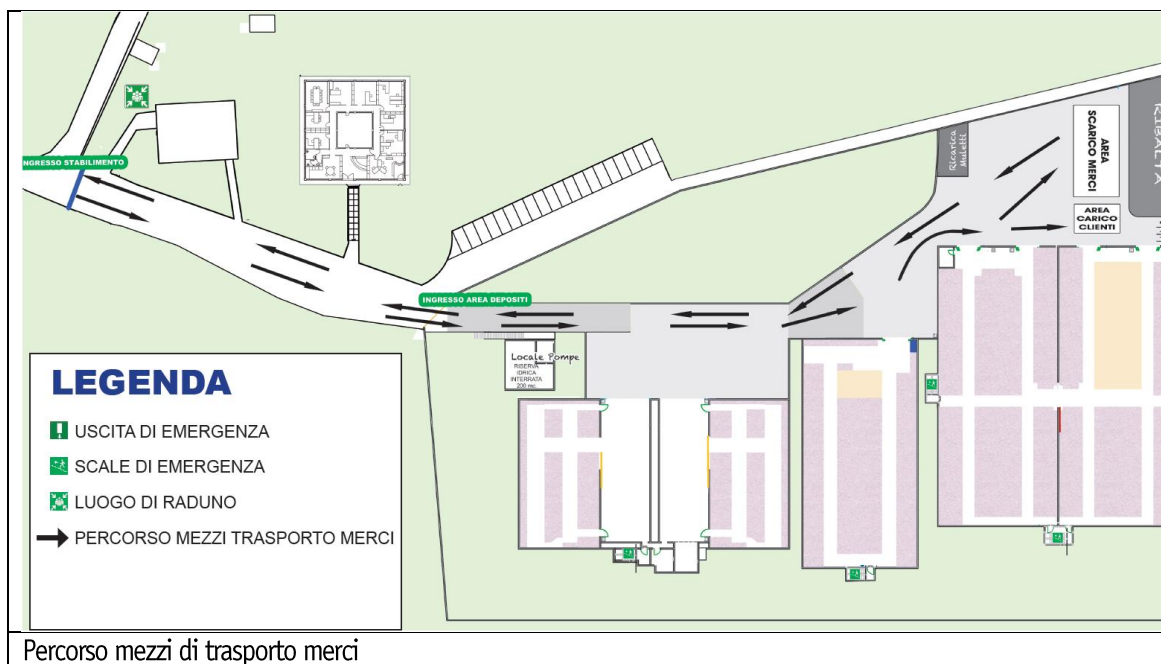 INGRESSO STABILIMENTO
Ricarica
Muletti
AREA
SCARICO MERCI
RIBALTA
AREA
CARICO
CLIENTI
INGRESSO AREA DEPOSITI
Locale Pompe
RISERVA
IDRICA
INTERRATA
200 mc.
LEGENDA
USCITA DI EMERGENZA
SCALE DI EMERGENZA
LUOGO DI RADUNO
PERCORSO MEZZI TRASPORTO MERCI
Percorso mezzi di trasporto merci